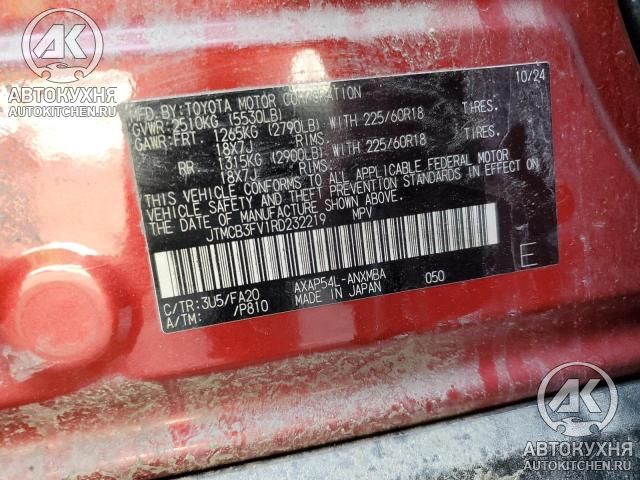 АК
АВТОКУХНЯ
AUTOKITCHEN.RU
MFD. BY: TOYOTA MOTOR CORPORATION 10/24
GVWR: 2510KG (5530LB)
GAWR: FRT 1265KG (2790LB) WITH 225/60R18 TIRES.
18X7J RIMS
RR 1315KG (2900LB) WITH 225/60R18 TIRES.
18X7J RIMS
THIS VEHICLE CONFORMS TO ALL APPLICABLE FEDERAL MOTOR
VEHICLE SAFETY AND THEFT PREVENTION STANDARDS IN EFFECT ON
THE DATE OF MANUFACTURE SHOWN ABOVE.
JTMCB3FV1RD232219 MPV
E
C/TR: 3U5/FA20 AXAP54L-ANXMBA 050
A/TM: /P810 MADE IN JAPAN
АК
АВТОКУХНЯ
AUTOKITCHEN.RU